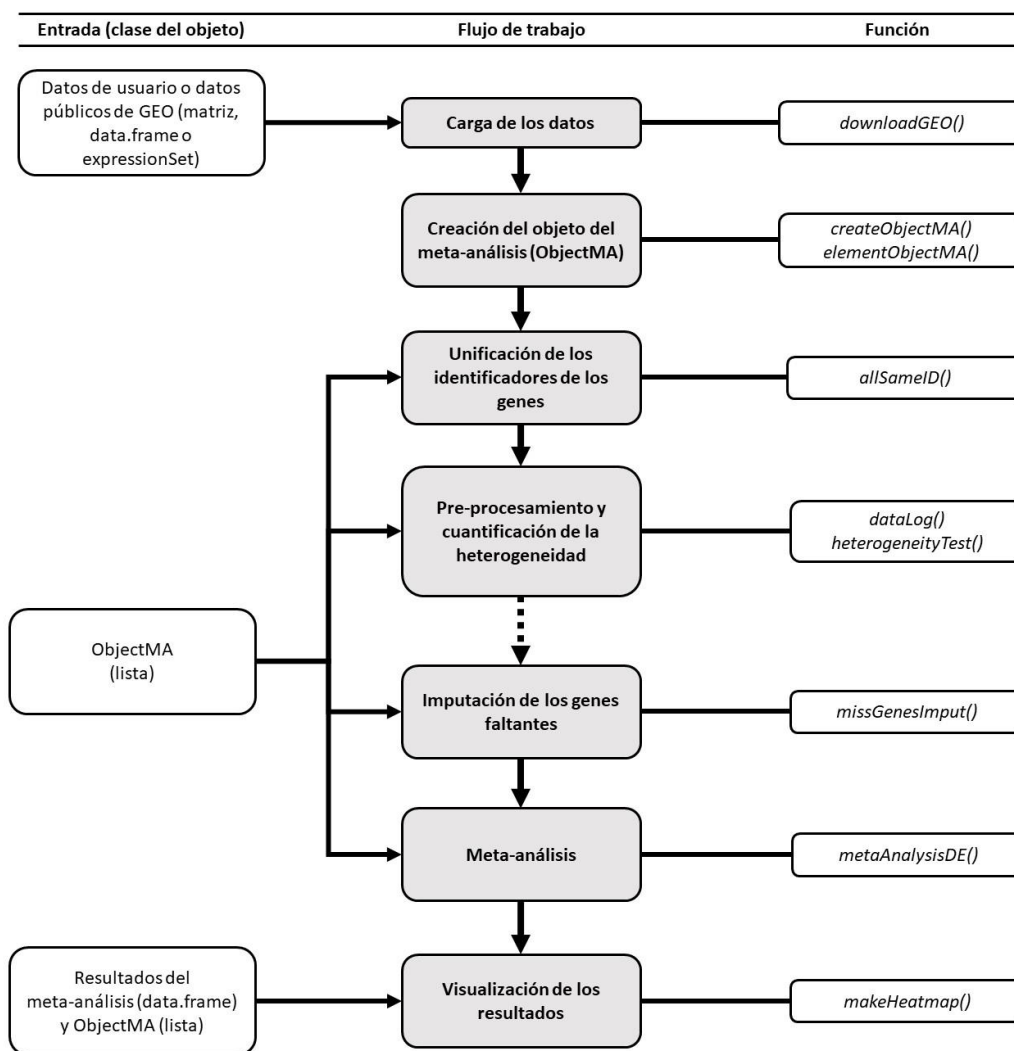 Entrada (clase del objeto)
Flujo de trabajo
Función
Datos de usuario o datos
públicos de GEO (matriz,
data.frame o
expressionSet)
Carga de los datos
downloadGEO()
Creación del objeto del
meta-análisis (ObjectMA)
createObjectMA()
elementObjectMA()
Unificación de los
identificadores de los
genes
allSameID()
Pre-procesamiento y
cuantificación de la
heterogeneidad
dataLog()
heterogeneityTest()
ObjectMA
(lista)
Imputación de los genes
faltantes
missGenesImput()
Meta-análisis
metaAnalysisDE()
Resultados del
meta-análisis (data.frame)
y ObjectMA (lista)
Visualización de los
resultados
makeHeatmap()